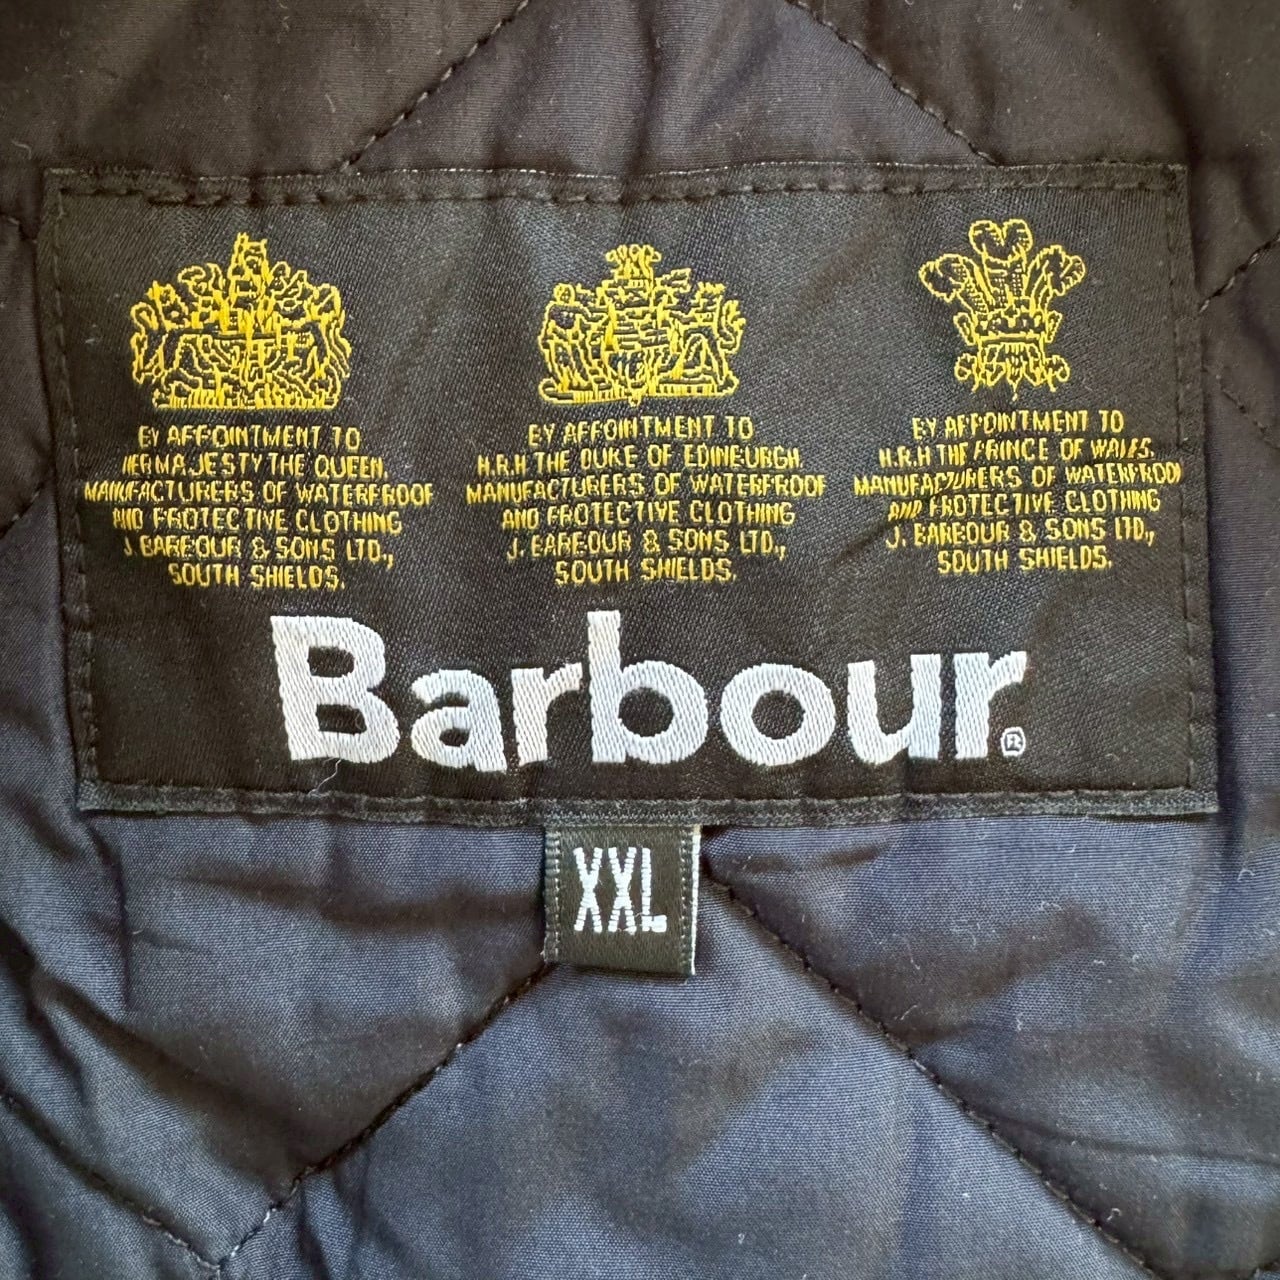 BY APPOINTMENT TO
HER MAJESTY THE QUEEN.
MANUFACTURERS OF WATERPROOF
AND PROTECTIVE CLOTHING
J. BARBOUR & SONS LTD.,
SOUTH SHIELDS.
BY APPOINTMENT TO
H.R.H THE DUKE OF EDINBURGH.
MANUFACTURERS OF WATERPROOF
AND PROTECTIVE CLOTHING
J. BARBOUR & SONS LTD.,
SOUTH SHIELDS.
BY APPOINTMENT TO
H.R.H THE PRINCE OF WALES.
MANUFACTURERS OF WATERPROOF
AND PROTECTIVE CLOTHING
J. BARBOUR & SONS LTD.,
SOUTH SHIELDS.
Barbour®
XXL